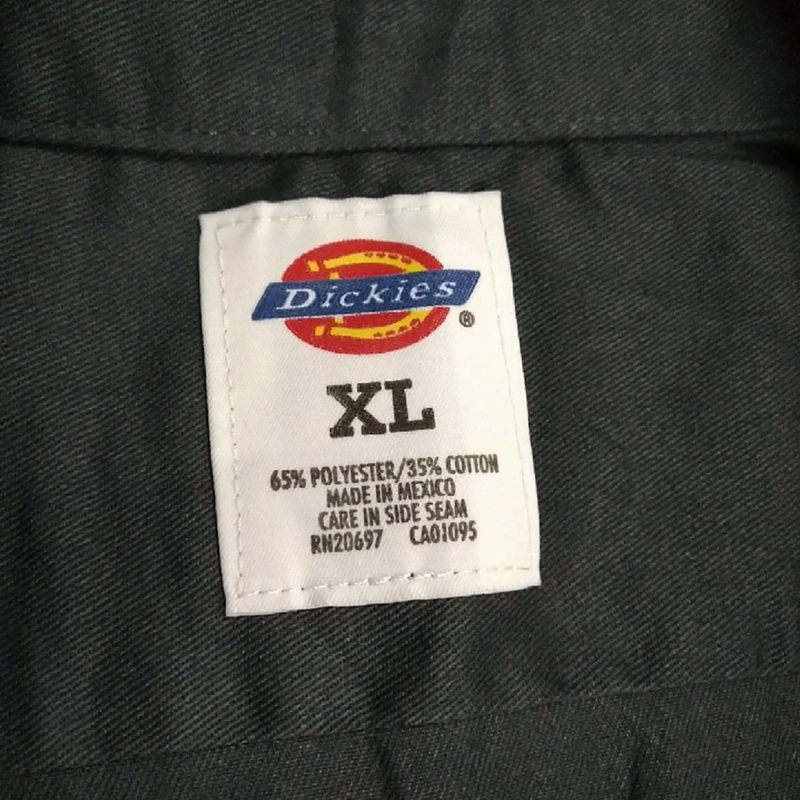 Dickies
®
XL
65% POLYESTER/35% COTTON
MADE IN MEXICO
CARE IN SIDE SEAM
RN20697 CA01095